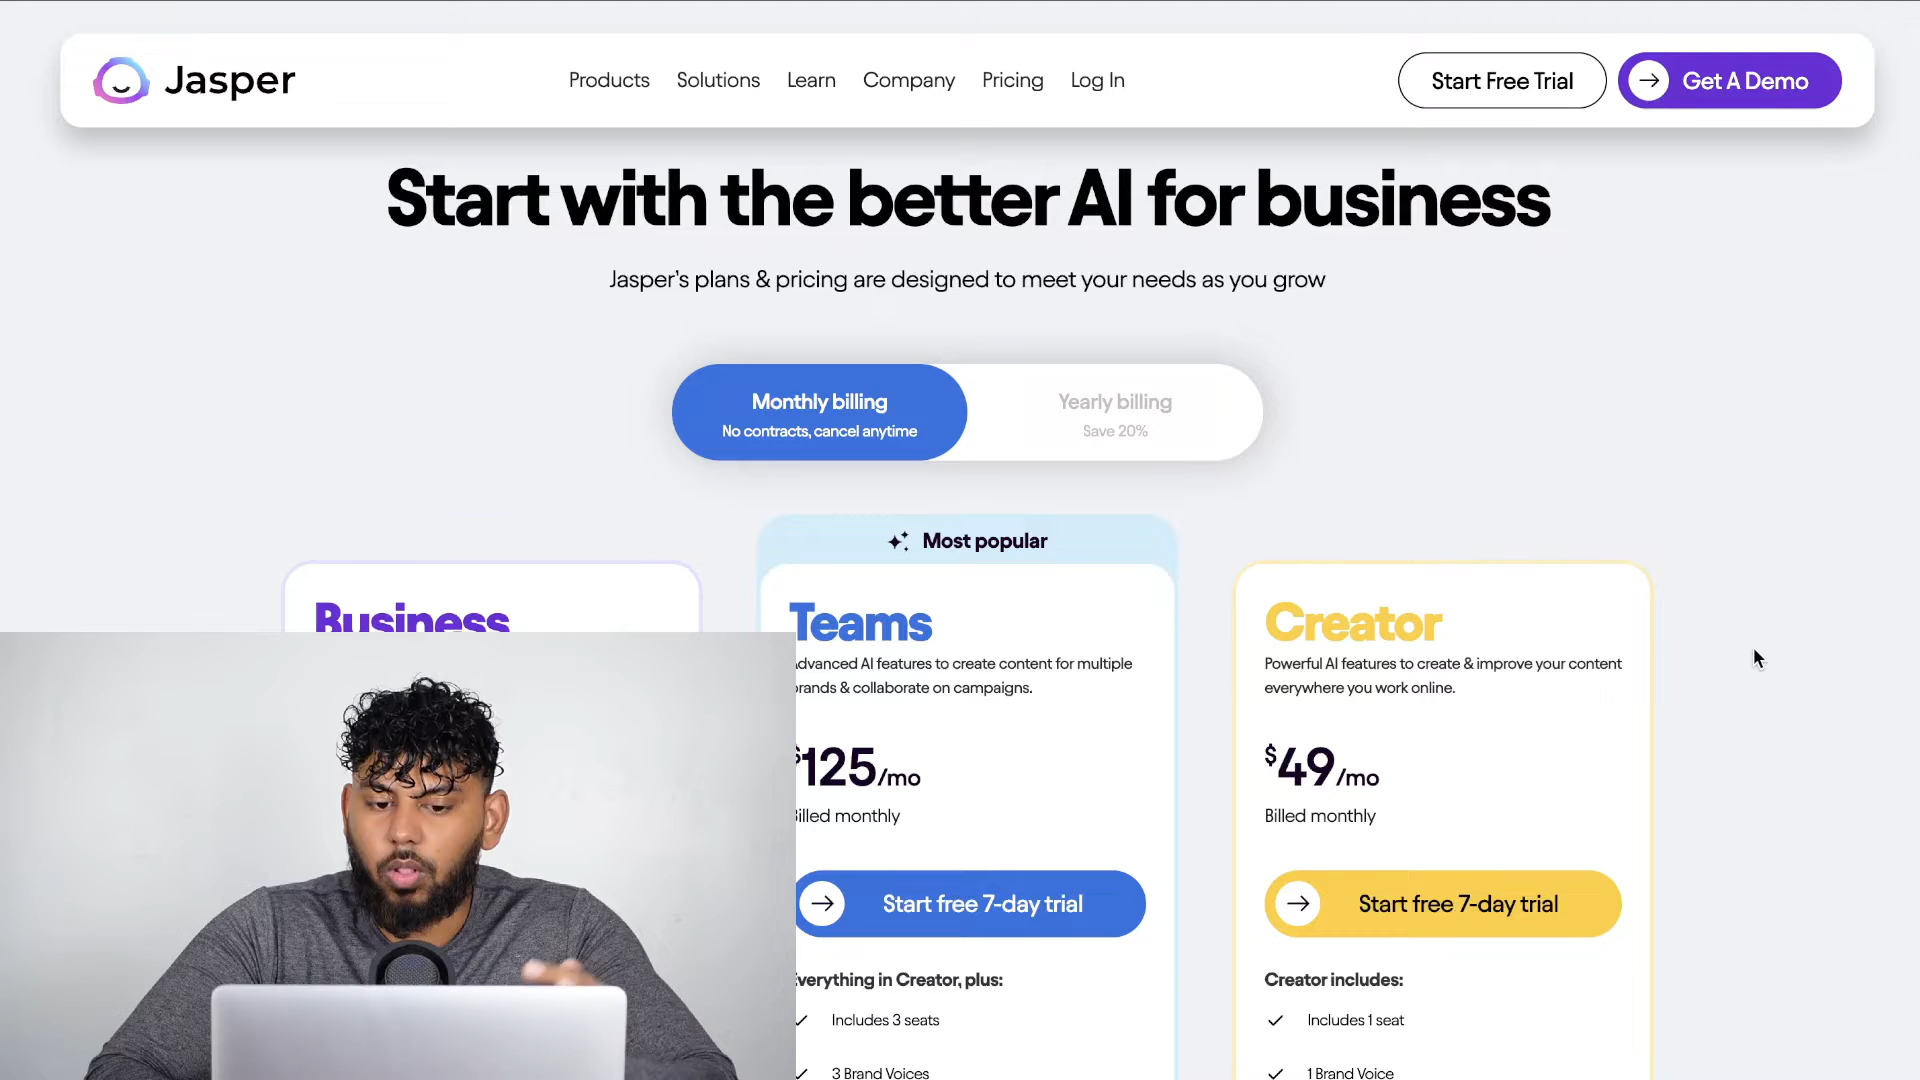 Jasper
Products Solutions Learn Company Pricing Log In
Start Free Trial
Get A Demo
Start with the better AI for business
Jasper's plans & pricing are designed to meet your needs as you grow
Monthly billing
No contracts, cancel anytime
Yearly billing
Save 20%
Most popular
Business
Teams
dvanced AI features to create content for multiple
rands & collaborate on campaigns.
$125/mo
illed monthly
Start free 7-day trial
verything in Creator, plus:
Includes 3 seats
3 Brand Voices
Creator
Powerful AI features to create & improve your content
everywhere you work online.
$49/mo
Billed monthly
Start free 7-day trial
Creator includes:
Includes 1 seat
1 Brand Voice